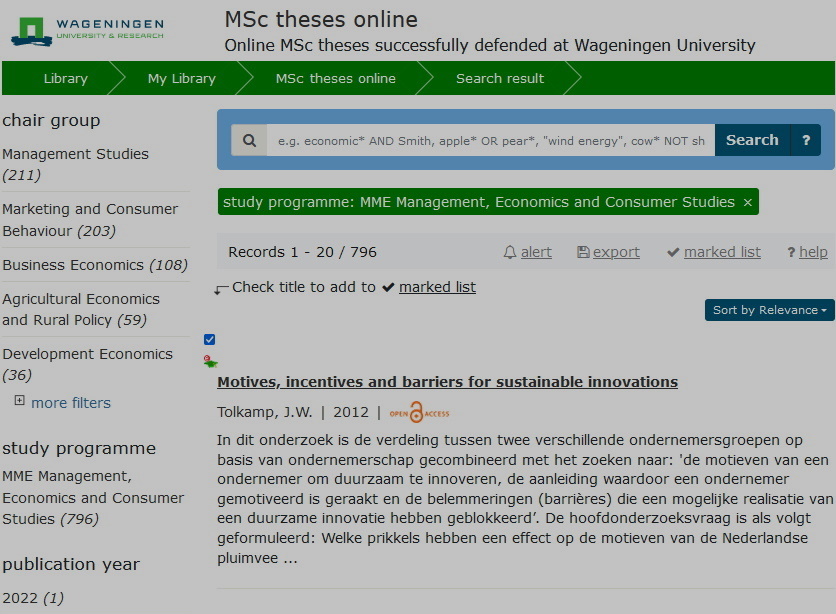 WAGENINGEN
UNIVERSITY & RESEARCH
MSc theses online
Online MSc theses successfully defended at Wageningen University
Library
My Library
MSc theses online
Search result
chair group
Management Studies
(211)
Marketing and Consumer
Behaviour (203)
Business Economics (108)
Agricultural Economics
and Rural Policy (59)
Development Economics
(36)
more filters
study programme
MME Management,
Economics and Consumer
Studies (796)
publication year
2022 (1)
e.g. economic* AND Smith, apple* OR pear*, "wind energy", cow* NOT sh
Search ?
study programme: MME Management, Economics and Consumer Studies ×
Records 1 - 20 / 796
alert
export
marked list
? help
Check title to add to ✔ marked list
Sort by Relevance
Motives, incentives and barriers for sustainable innovations
Tolkamp, J.W. | 2012 | OPEN ACCESS
In dit onderzoek is de verdeling tussen twee verschillende ondernemersgroepen op
basis van ondernemerschap gecombineerd met het zoeken naar: 'de motieven van een
ondernemer om duurzaam te innoveren, de aanleiding waardoor een ondernemer
gemotiveerd is geraakt en de belemmeringen (barrières) die een mogelijke realisatie van
een duurzame innovatie hebben geblokkeerd’. De hoofdonderzoeksvraag is als volgt
geformuleerd: Welke prikkels hebben een effect op de motieven van de Nederlandse
pluimvee ...